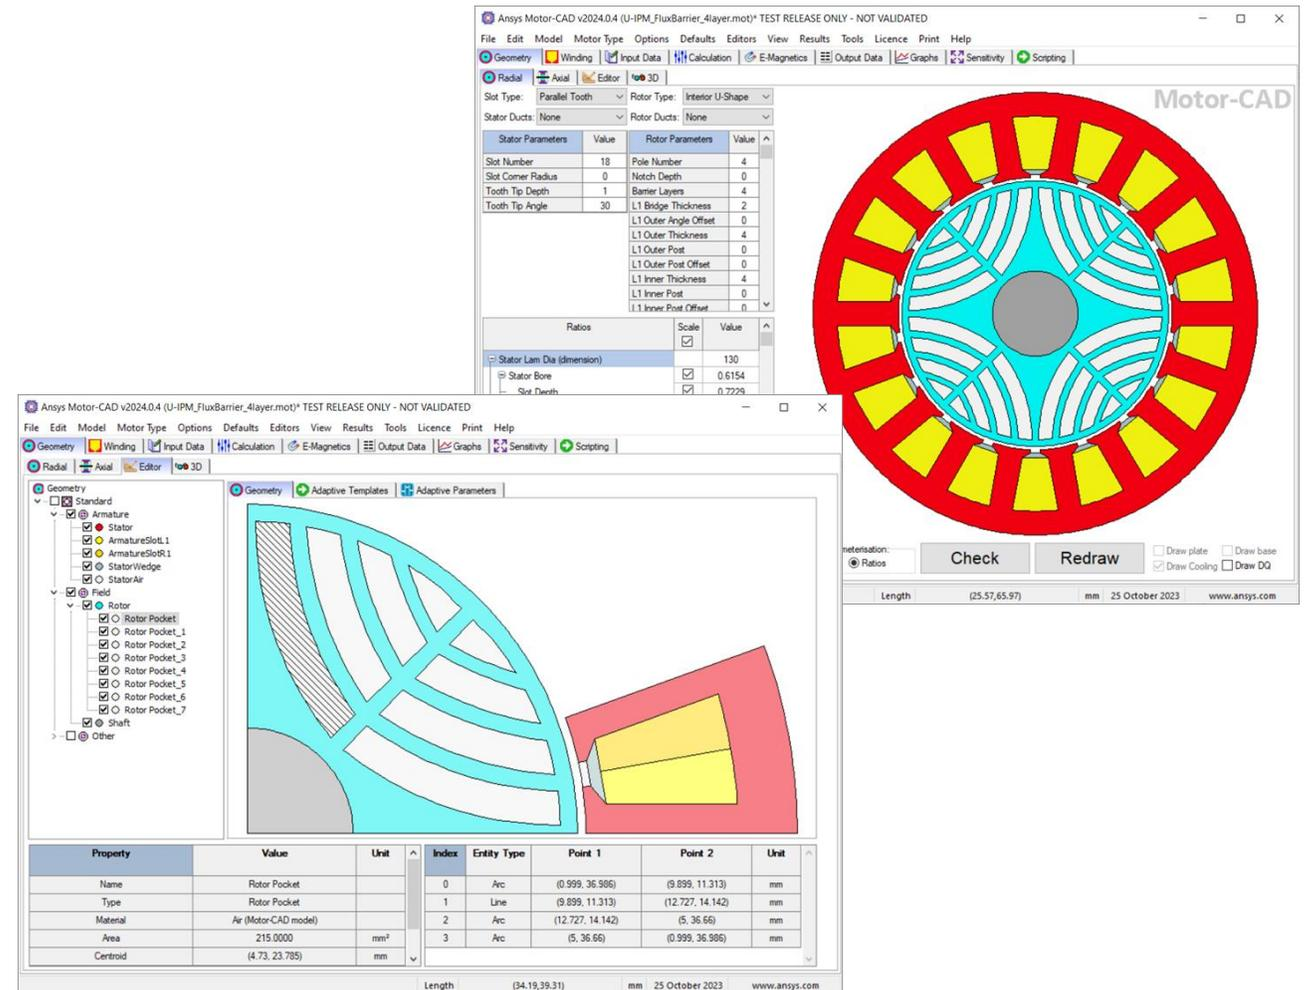 Ansys Motor-CAD v2024.0.4 (U-IPM_FluxBarrier_4layer.mot)* TEST RELEASE ONLY - NOT VALIDATED
File Edit Model Motor Type Options Defaults Editors View Results Tools Licence Print Help
Geometry Winding Input Data Calculation E-Magnetics Output Data Graphs Sensitivity Scripting
Radial Axial Editor 3D
Slot Type: Parallel Tooth Rotor Type: Interior U-Shape
Stator Ducts: None Rotor Ducts: None
Motor-CAD
Stator Parameters Value Rotor Parameters Value
Slot Number 18 Pole Number 4
Slot Corner Radius 0 Notch Depth 0
Tooth Tip Depth 1 Barrier Layers 4
Tooth Tip Angle 30 L1 Bridge Thickness 2
L1 Outer Angle Offset 0
L1 Outer Thickness 4
L1 Outer Post 0
L1 Outer Post Offset 0
L1 Inner Thickness 4
L1 Inner Post 0
L1 Inner Post Offset 0
Ratios Scale Value
Stator Lam Dia (dimension) 130
Stator Bore 0.6154
Slot Depth 0.7229
meterisation:
Ratios
Check Redraw
Draw plate Draw base
Draw Cooling Draw DQ
Length (25.57,65.97) mm 25 October 2023 www.ansys.com
Ansys Motor-CAD v2024.0.4 (U-IPM_FluxBarrier_4layer.mot)* TEST RELEASE ONLY - NOT VALIDATED
File Edit Model Motor Type Options Defaults Editors View Results Tools Licence Print Help
Geometry Winding Input Data Calculation E-Magnetics Output Data Graphs Sensitivity Scripting
Radial Axial Editor 3D
Geometry
Standard
Armature
Stator
ArmatureSlotL1
ArmatureSlotR1
StatorWedge
StatorAir
Field
Rotor
Rotor Pocket
Rotor Pocket_1
Rotor Pocket_2
Rotor Pocket_3
Rotor Pocket_4
Rotor Pocket_5
Rotor Pocket_6
Rotor Pocket_7
Shaft
Other
Geometry Adaptive Templates Adaptive Parameters
Property Value Unit
Name Rotor Pocket
Type Rotor Pocket
Material Air (Motor-CAD model)
Area 215.0000 mm²
Centroid (4.73, 23.785) mm
Index Entity Type Point 1 Point 2 Unit
0 Arc (0.999, 36.986) (9.899, 11.313) mm
1 Line (9.899, 11.313) (12.727, 14.142) mm
2 Arc (12.727, 14.142) (5, 36.66) mm
3 Arc (5, 36.66) (0.999, 36.986) mm
Length (34.19,39.31) mm 25 October 2023 www.ansys.com